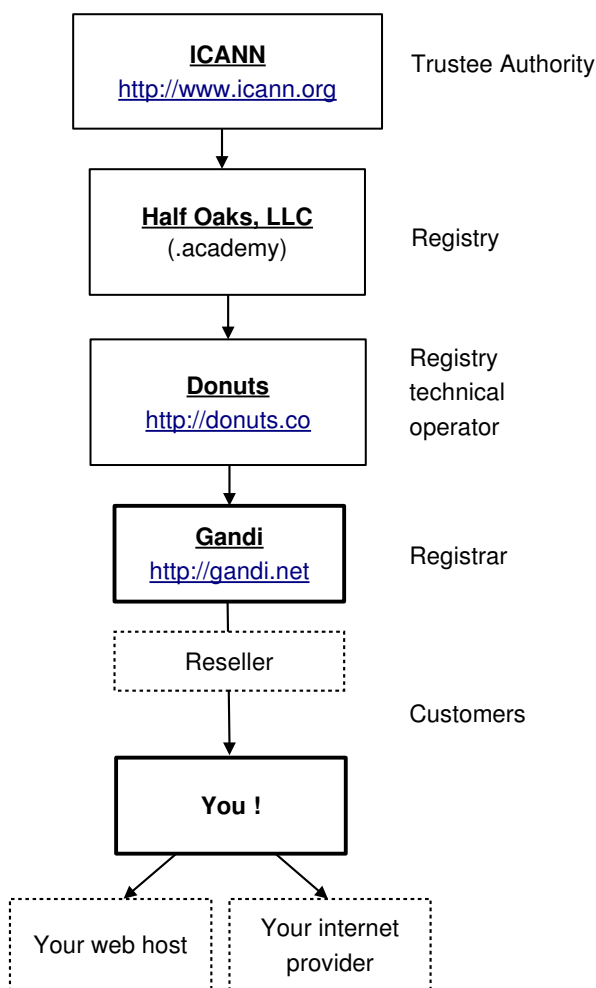 ICANN
http://www.icann.org
Trustee Authority
Half Oaks, LLC
(.academy)
Registry
Donuts
http://donuts.co
Registry
technical
operator
Gandi
http://gandi.net
Registrar
Reseller
Customers
You !
Your web host
Your internet
provider